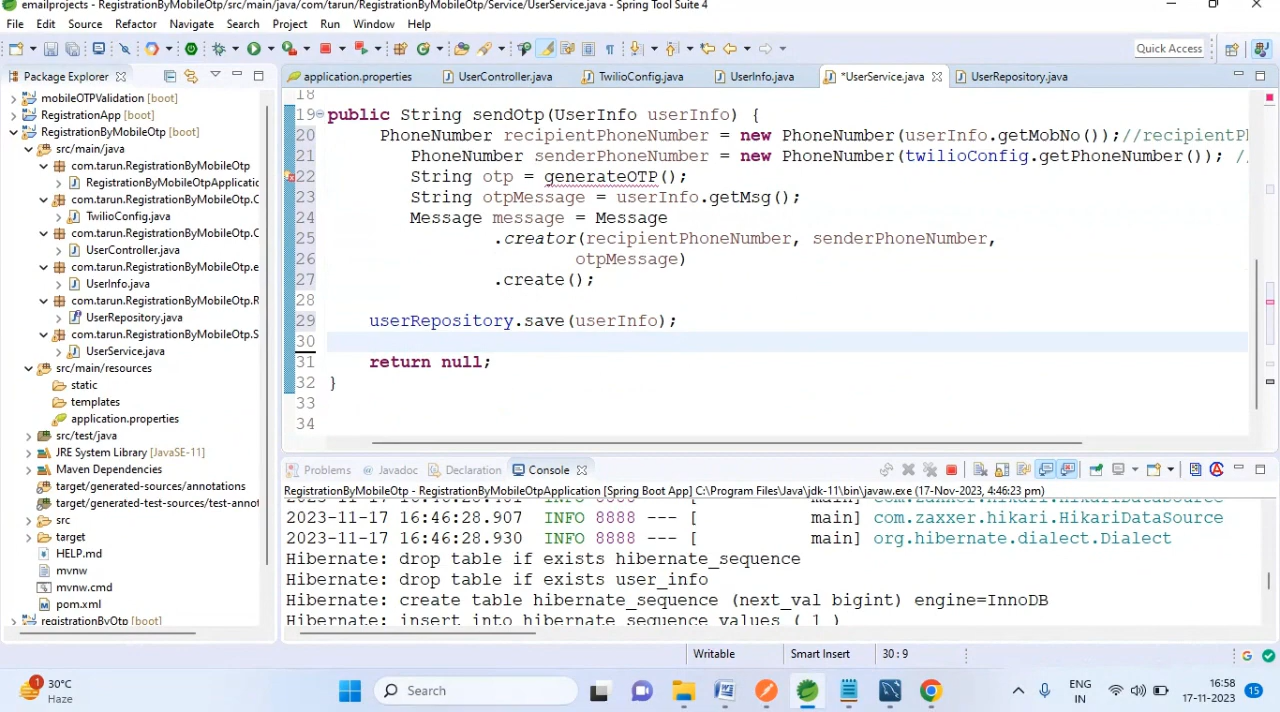 emailprojects - RegistrationByMobileOtp/src/main/java/com/tarun/RegistrationByMobileOtp/Service/UserService.java - Spring Tool Suite 4
File Edit Source Refactor Navigate Search Project Run Window Help
Quick Access
Package Explorer
application.properties UserController.java TwilioConfig.java UserInfo.java *UserService.java UserRepository.java
mobileOTPValidation [boot]
RegistrationApp [boot]
RegistrationByMobileOtp [boot]
src/main/java
com.tarun.RegistrationByMobileOtp
RegistrationByMobileOtpApplicatic
com.tarun.RegistrationByMobileOtp.C
TwilioConfig.java
com.tarun.RegistrationByMobileOtp.C
UserController.java
com.tarun.RegistrationByMobileOtp.e
UserInfo.java
com.tarun.RegistrationByMobileOtp.R
UserRepository.java
com.tarun.RegistrationByMobileOtp.S
UserService.java
src/main/resources
static
templates
application.properties
src/test/java
JRE System Library [JavaSE-11]
Maven Dependencies
target/generated-sources/annotations
target/generated-test-sources/test-annot
src
target
HELP.md
mvnw
mvnw.cmd
pom.xml
registrationByOtp [boot]
18
19 public String sendOtp(UserInfo userInfo) {
20 PhoneNumber recipientPhoneNumber = new PhoneNumber(userInfo.getMobNo());//recipientPh
21 PhoneNumber senderPhoneNumber = new PhoneNumber(twilioConfig.getPhoneNumber()); /
22 String otp = generateOTP();
23 String otpMessage = userInfo.getMsg();
24 Message message = Message
25 .creator(recipientPhoneNumber, senderPhoneNumber,
26 otpMessage)
27 .create();
28
29 userRepository.save(userInfo);
30
31 return null;
32 }
33
34
Problems Javadoc Declaration Console
RegistrationByMobileOtp - RegistrationByMobileOtpApplication [Spring Boot App] C:\Program Files\Java\jdk-11\bin\javaw.exe (17-Nov-2023, 4:46:23 pm)
2023-11-17 16:46:28.907 INFO 8888 --- [ main] com.zaxxer.hikari.HikariDataSource
2023-11-17 16:46:28.930 INFO 8888 --- [ main] org.hibernate.dialect.Dialect
Hibernate: drop table if exists hibernate_sequence
Hibernate: drop table if exists user_info
Hibernate: create table hibernate_sequence (next_val bigint) engine=InnoDB
Hibernate: insert into hibernate_sequence values ( 1 )
Writable Smart Insert 30 : 9
1 30°C
Haze
Search
ENG
IN
16:58
17-11-2023
15